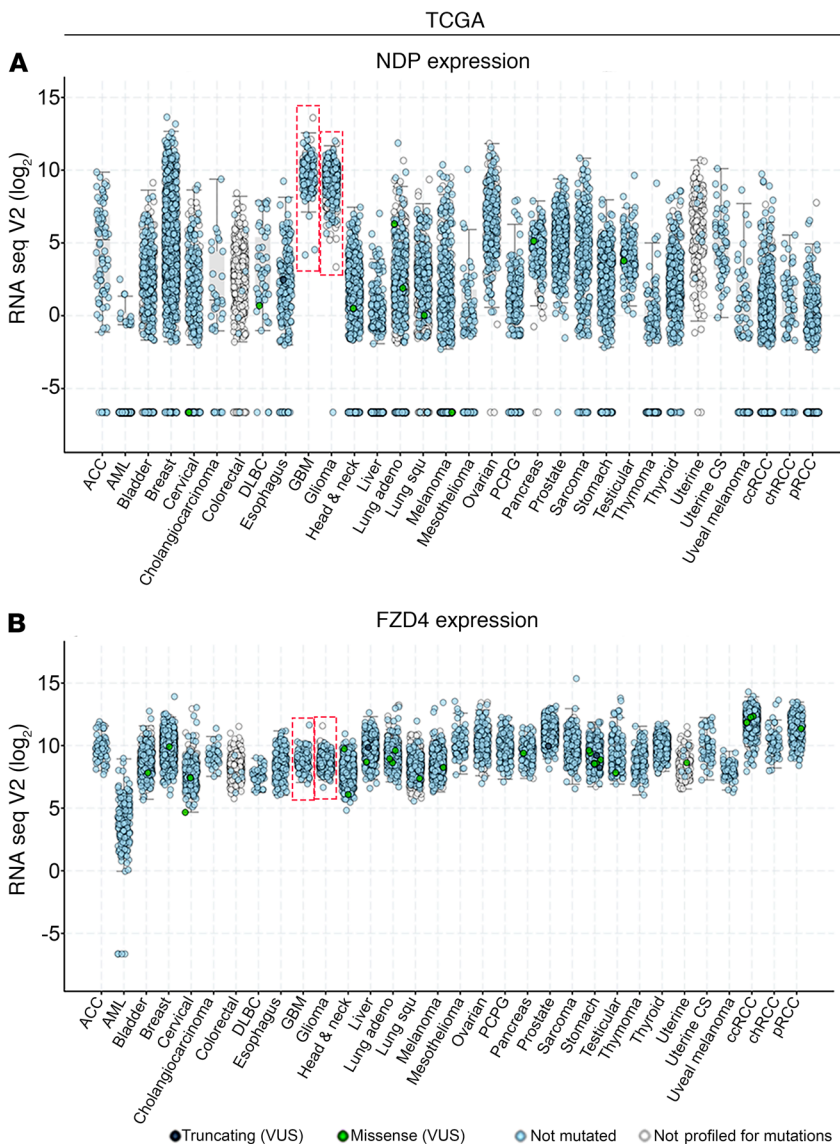 TCGA
A
NDP expression
RNA seq V2 (log2)
15
10
5
0
-5
ACC
AML
Bladder
Breast
Cervical
Cholangiocarcinoma
Colorectal
DLBC
Esophagus
GBM
Glioma
Head & neck
Liver
Lung adeno
Lung squ
Melanoma
Mesothelioma
Ovarian
PCPG
Pancreas
Prostate
Sarcoma
Stomach
Testicular
Thymoma
Thyroid
Uterine
Uterine CS
Uveal melanoma
ccRCC
chRCC
pRCC
B
FZD4 expression
RNA seq V2 (log2)
15
10
5
0
-5
ACC
AML
Bladder
Breast
Cervical
Cholangiocarcinoma
Colorectal
DLBC
Esophagus
GBM
Glioma
Head & neck
Liver
Lung adeno
Lung squ
Melanoma
Mesothelioma
Ovarian
PCPG
Pancreas
Prostate
Sarcoma
Stomach
Testicular
Thymoma
Thyroid
Uterine
Uterine CS
Uveal melanoma
ccRCC
chRCC
pRCC
Truncating (VUS) Missense (VUS) Not mutated Not profiled for mutations